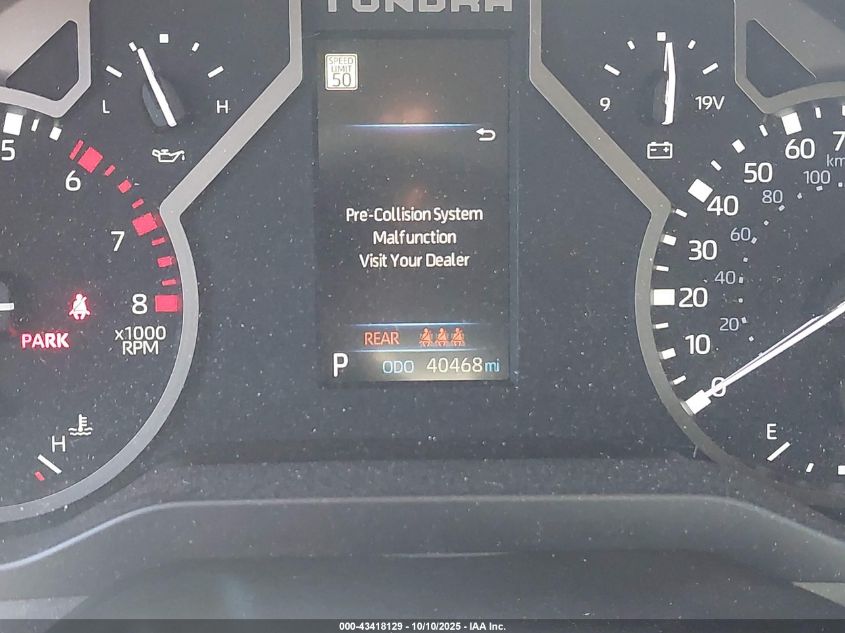 TUNDRA
SPEED
LIMIT
50
L
H
9
19V
5
6
7
8
x1000
RPM
PARK
H
Pre-Collision System
Malfunction
Visit Your Dealer
REAR
P
ODO 40468 mi
60
50
40
30
20
10
0
km
100
80
60
40
20
E
000-43418129 - 10/10/2025 - IAA Inc.